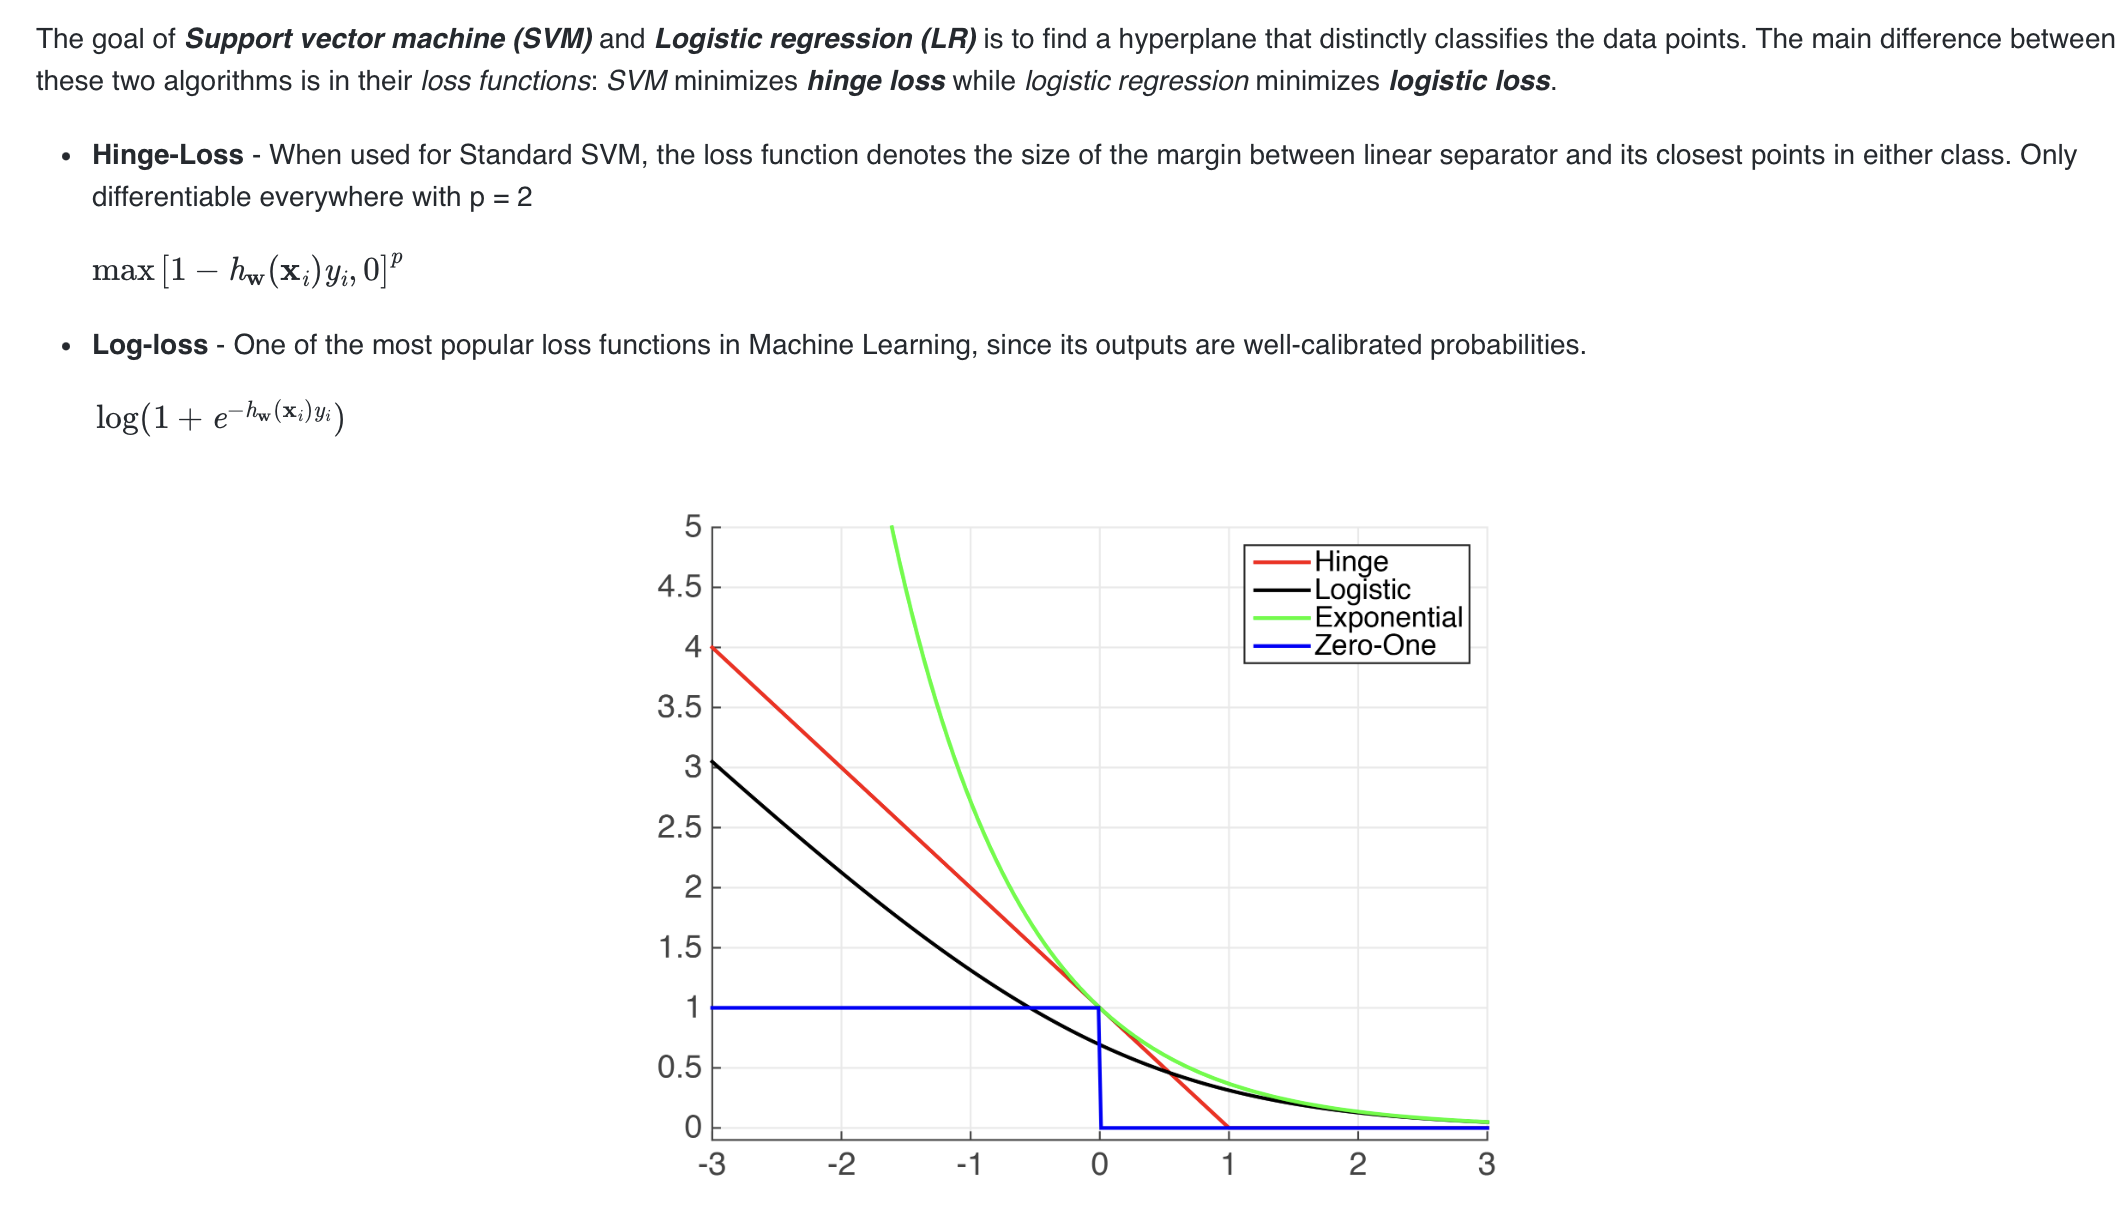 The goal of Support vector machine (SVM) and Logistic regression (LR) is to find a hyperplane that distinctly classifies the data points. The main difference between
these two algorithms is in their loss functions: SVM minimizes hinge loss while logistic regression minimizes logistic loss.
• Hinge-Loss - When used for Standard SVM, the loss function denotes the size of the margin between linear separator and its closest points in either class. Only
differentiable everywhere with p = 2
max [1 − h_w(x_i)y_i, 0]^p
• Log-loss - One of the most popular loss functions in Machine Learning, since its outputs are well-calibrated probabilities.
log(1 + e^{−h_w(x_i)y_i})
5
4.5
4
3.5
3
2.5
2
1.5
1
0.5
0
-3 -2 -1 0 1 2 3
Hinge
Logistic
Exponential
Zero-One